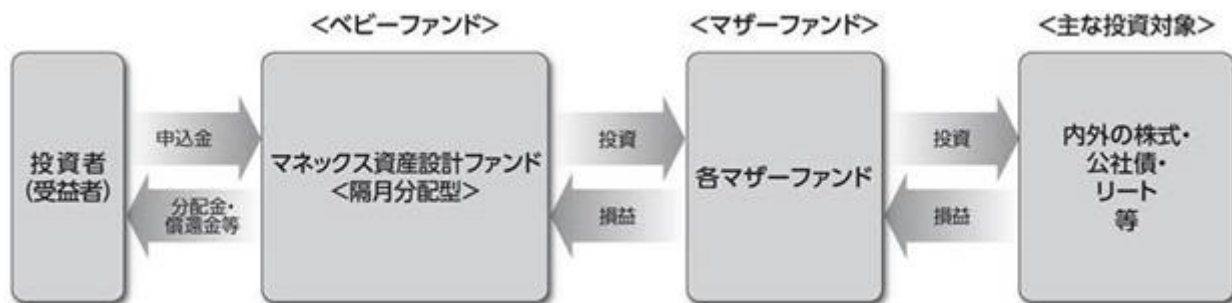 <ベビーファンド>
<マザーファンド>
<主な投資対象>
投資者
(受益者)
申込金
分配金・
償還金等
マネックス資産設計ファンド
<隔月分配型>
投資
損益
各マザーファンド
投資
損益
内外の株式・
公社債・
リート
等